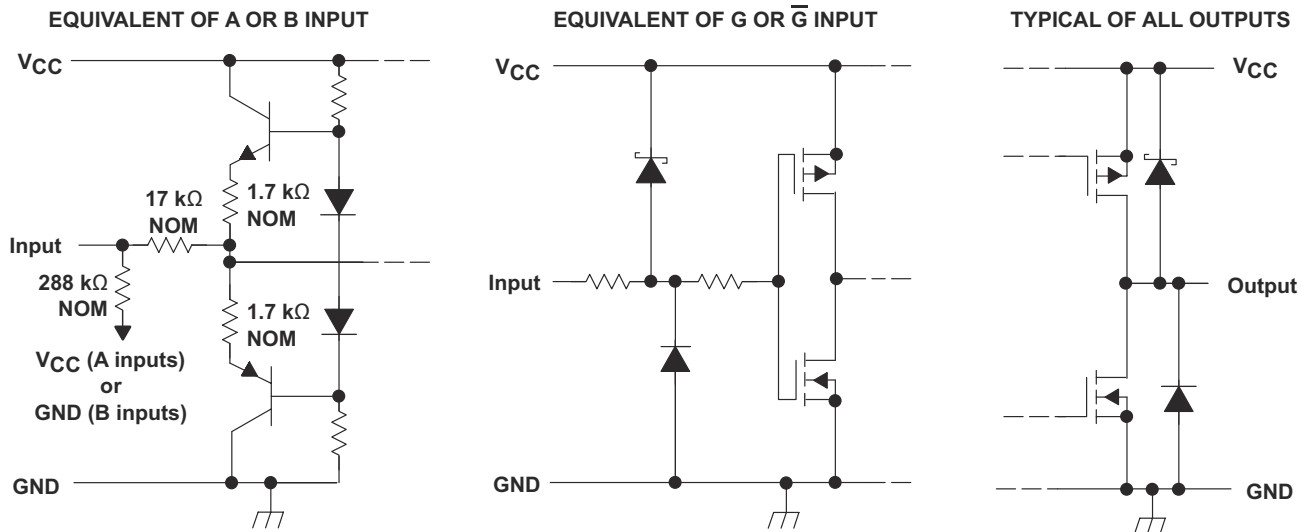 EQUIVALENT OF A OR B INPUT
VCC
17 kΩ
NOM
1.7 kΩ
NOM
Input
288 kΩ
NOM
1.7 kΩ
NOM
VCC (A inputs)
or
GND (B inputs)
GND
EQUIVALENT OF G OR G̅ INPUT
VCC
Input
GND
TYPICAL OF ALL OUTPUTS
VCC
Output
GND